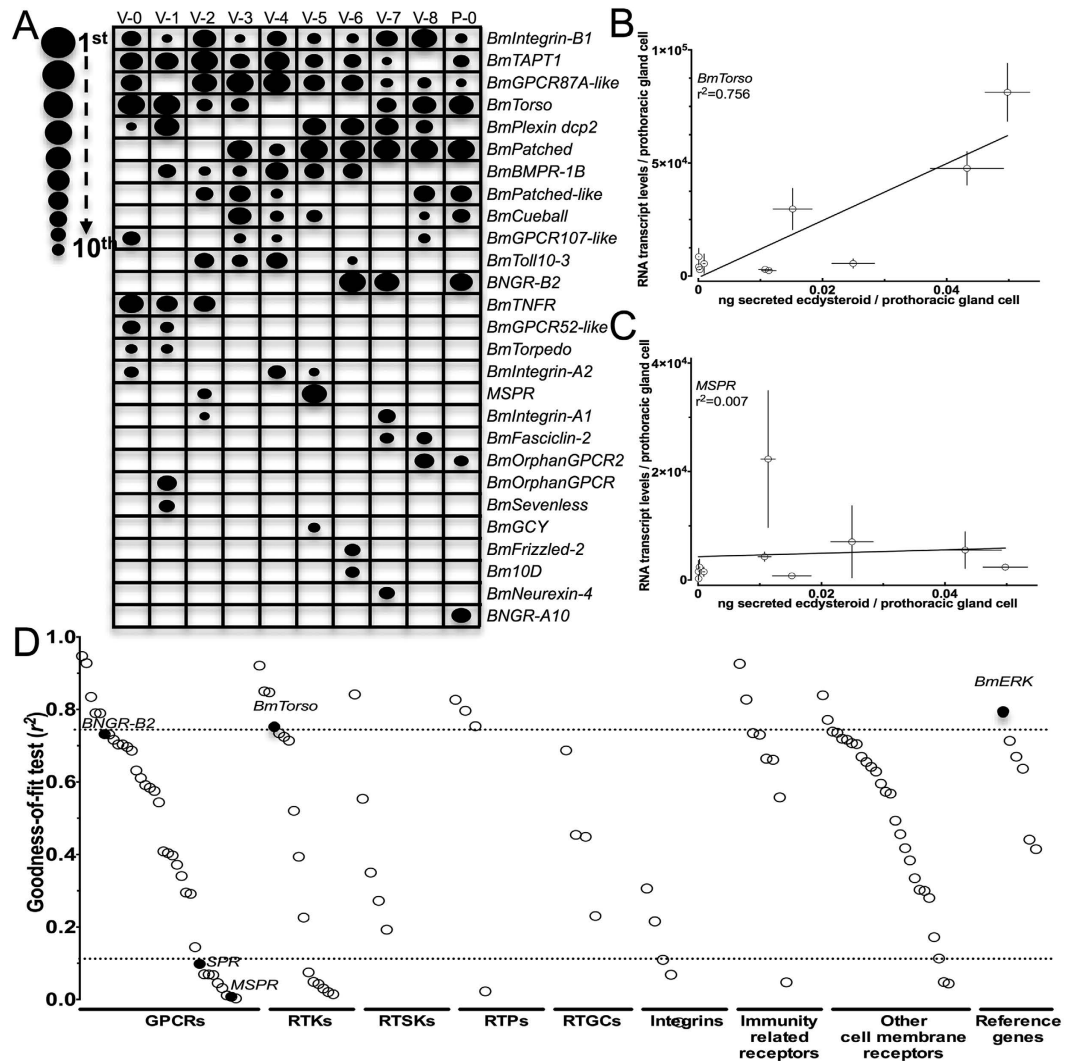 A
V-0 V-1 V-2 V-3 V-4 V-5 V-6 V-7 V-8 P-0
1st
10th
BmIntegrin-B1
BmTAPT1
BmGPCR87A-like
BmTorso
BmPlexin dcp2
BmPatched
BmBMPR-1B
BmPatched-like
BmCueball
BmGPCR107-like
BmToll10-3
BNGR-B2
BmTNFR
BmGPCR52-like
BmTorpedo
BmIntegrin-A2
MSPR
BmIntegrin-A1
BmFasciclin-2
BmOrphanGPCR2
BmOrphanGPCR
BmSevenless
BmGCY
BmFrizzled-2
Bm10D
BmNeurexin-4
BNGR-A10
B
RNA transcript levels / prothoracic gland cell
1×10⁵
5×10⁴
0
BmTorso
r²=0.756
0 0.02 0.04
ng secreted ecdysteroid / prothoracic gland cell
C
RNA transcript levels / prothoracic gland cell
4×10⁴
2×10⁴
0
MSPR
r²=0.007
0 0.02 0.04
ng secreted ecdysteroid / prothoracic gland cell
D
Goodness-of-fit test (r²)
1.0
0.8
0.6
0.4
0.2
0.0
BNGR-B2
BmTorso
BmERK
SPR
MSPR
GPCRs
RTKs
RTSKs
RTPs
RTGCs
Integrins
Immunity
related
receptors
Other
cell membrane
receptors
Reference
genes